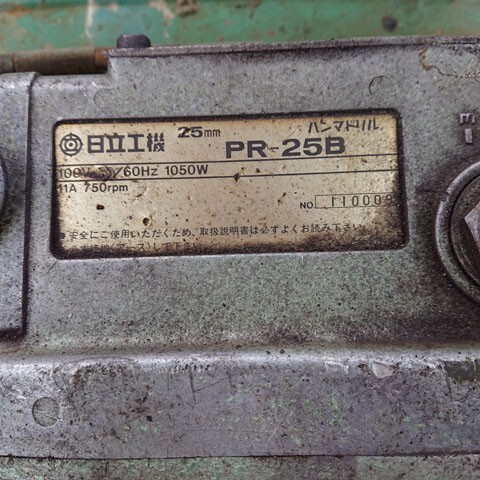 日立工機 25mm ハンマドリル
PR-25B
100V 50/60Hz 1050W
11A 750rpm
NO. 110009
●安全にご使用いただくため、取扱説明書は必ずよくお読み下さい。